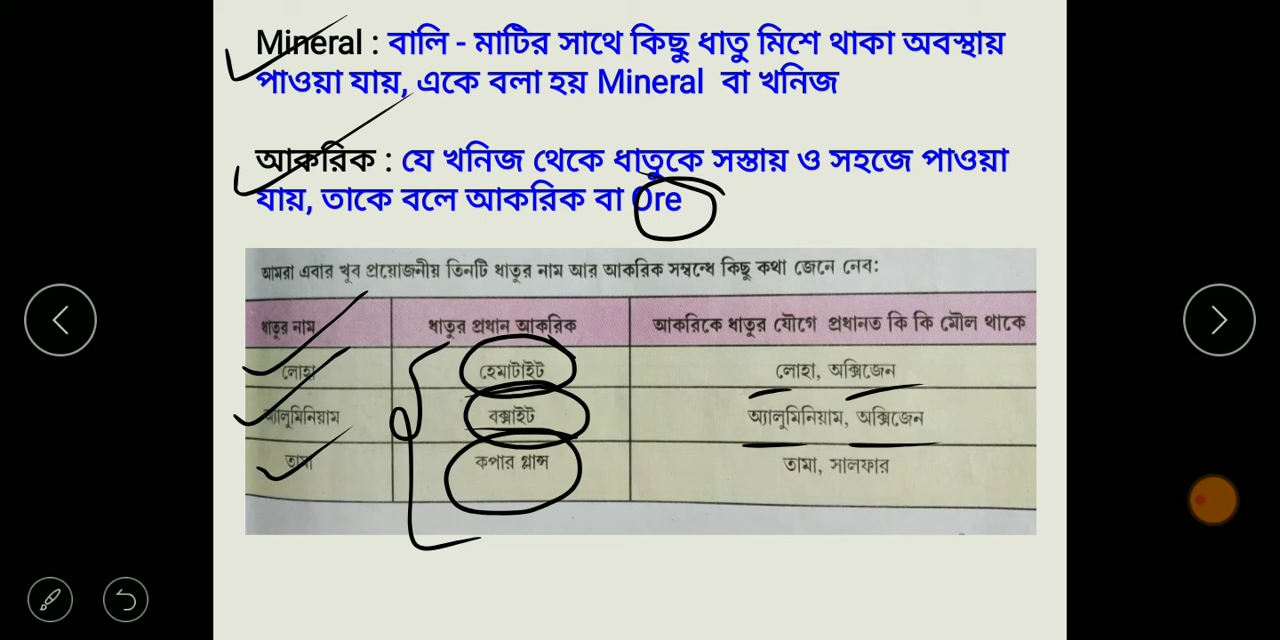 Mineral : বালি - মাটির সাথে কিছু ধাতু মিশে থাকা অবস্থায়
পাওয়া যায়, একে বলা হয় Mineral বা খনিজ
আকরিক : যে খনিজ থেকে ধাতুকে সস্তায় ও সহজে পাওয়া
যায়, তাকে বলে আকরিক বা Ore
আমরা এবার খুব প্রয়োজনীয় তিনটি ধাতুর নাম আর আকরিক সম্বন্ধে কিছু কথা জেনে নেব:
ধাতুর নাম ধাতুর প্রধান আকরিক আকরিকে ধাতুর যৌগে প্রধানত কি কি মৌল থাকে
লোহা হেমাটাইট লোহা, অক্সিজেন
অ্যালুমিনিয়াম বক্সাইট অ্যালুমিনিয়াম, অক্সিজেন
তামা কপার গ্লান্স তামা, সালফার